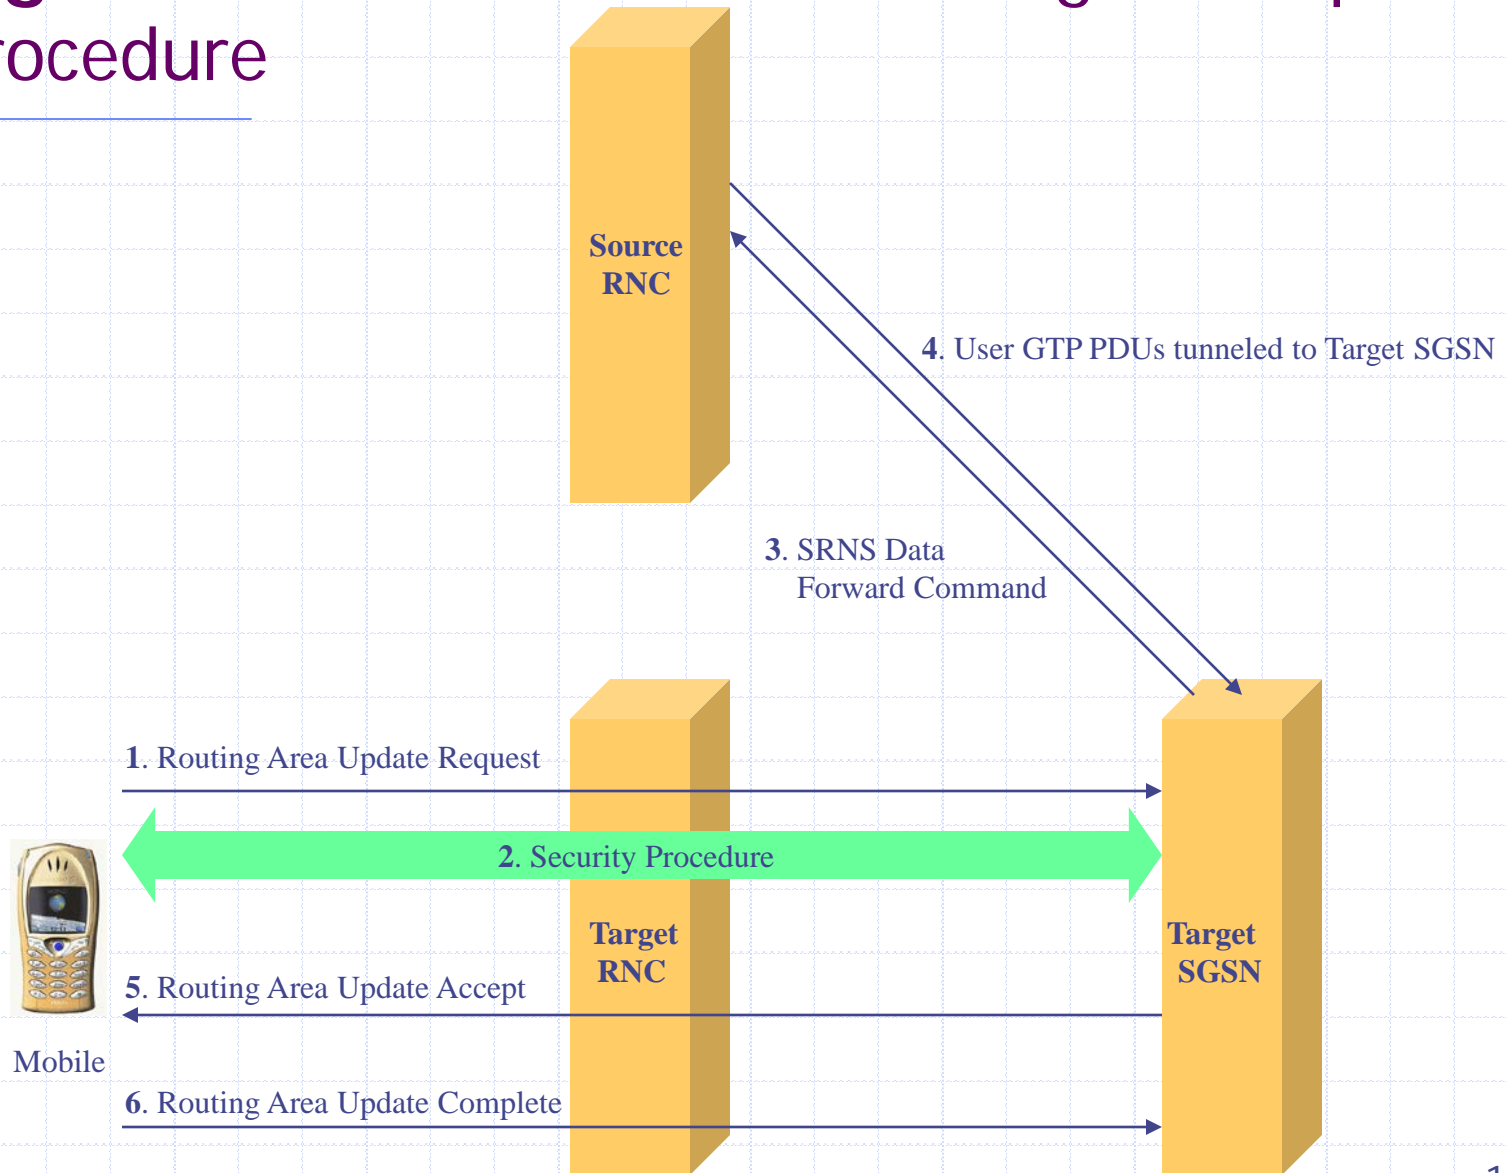 rocedure
Source
RNC
4. User GTP PDUs tunneled to Target SGSN
3. SRNS Data
Forward Command
1. Routing Area Update Request
2. Security Procedure
Target
RNC
Target
SGSN
5. Routing Area Update Accept
Mobile
6. Routing Area Update Complete